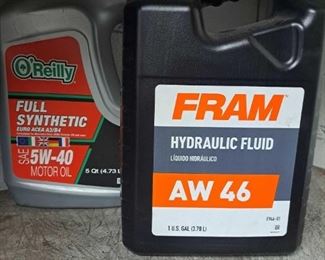 O'Reilly
FULL
SYNTHETIC
EURO ACEA A3/B4
SAE 5W-40
MOTOR OIL
5 Qt (4.73 L)
FRAM
HYDRAULIC FLUID
LÍQUIDO HIDRÁULICO
AW 46
1 U.S. GAL (3.78 L)